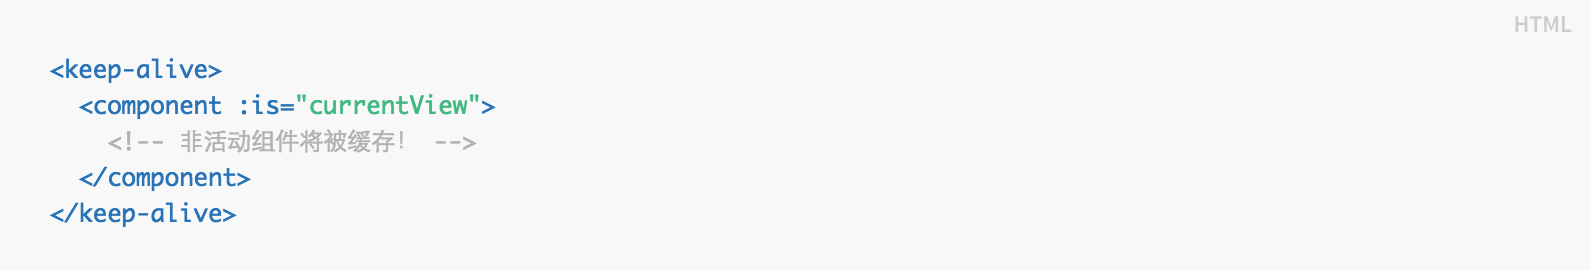 HTML
<keep-alive>
  <component :is="currentView">
    <!-- 非活动组件将被缓存！ -->
  </component>
</keep-alive>